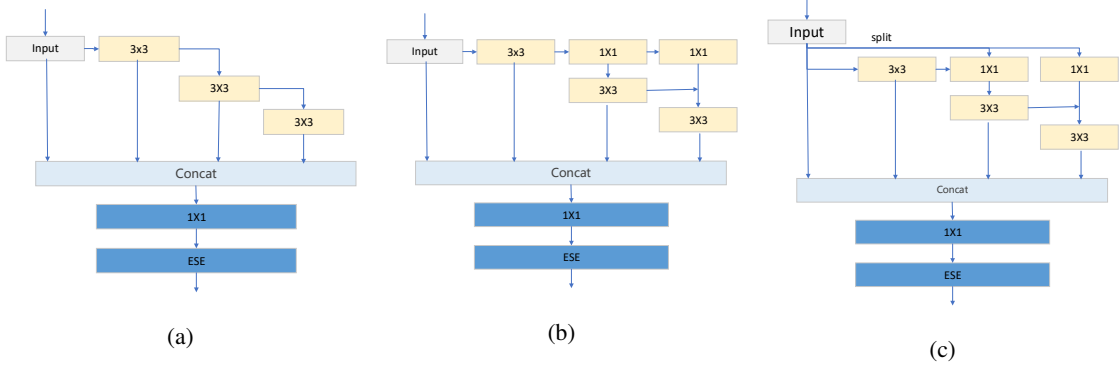 Input
3x3
3X3
3X3
Concat
1X1
ESE
(a)
Input
3x3
1X1
1X1
3X3
3X3
Concat
1X1
ESE
(b)
Input
split
3x3
1X1
1X1
3X3
3X3
Concat
1X1
ESE
(c)